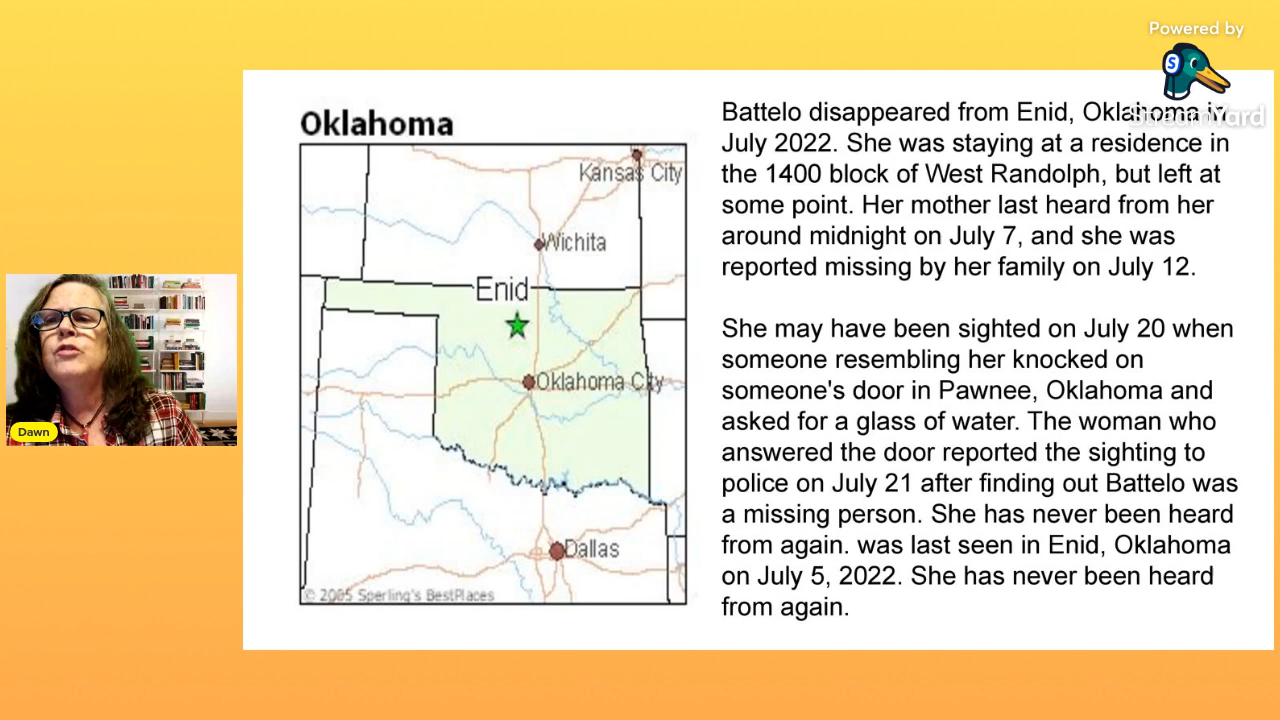 Powered by
StreamYard
Oklahoma
Kansas City
Wichita
Enid
Oklahoma City
Dallas
© 2005 Sperling's BestPlaces
Battelo disappeared from Enid, Oklahoma in
July 2022. She was staying at a residence in
the 1400 block of West Randolph, but left at
some point. Her mother last heard from her
around midnight on July 7, and she was
reported missing by her family on July 12.
She may have been sighted on July 20 when
someone resembling her knocked on
someone's door in Pawnee, Oklahoma and
asked for a glass of water. The woman who
answered the door reported the sighting to
police on July 21 after finding out Battelo was
a missing person. She has never been heard
from again. was last seen in Enid, Oklahoma
on July 5, 2022. She has never been heard
from again.
Dawn